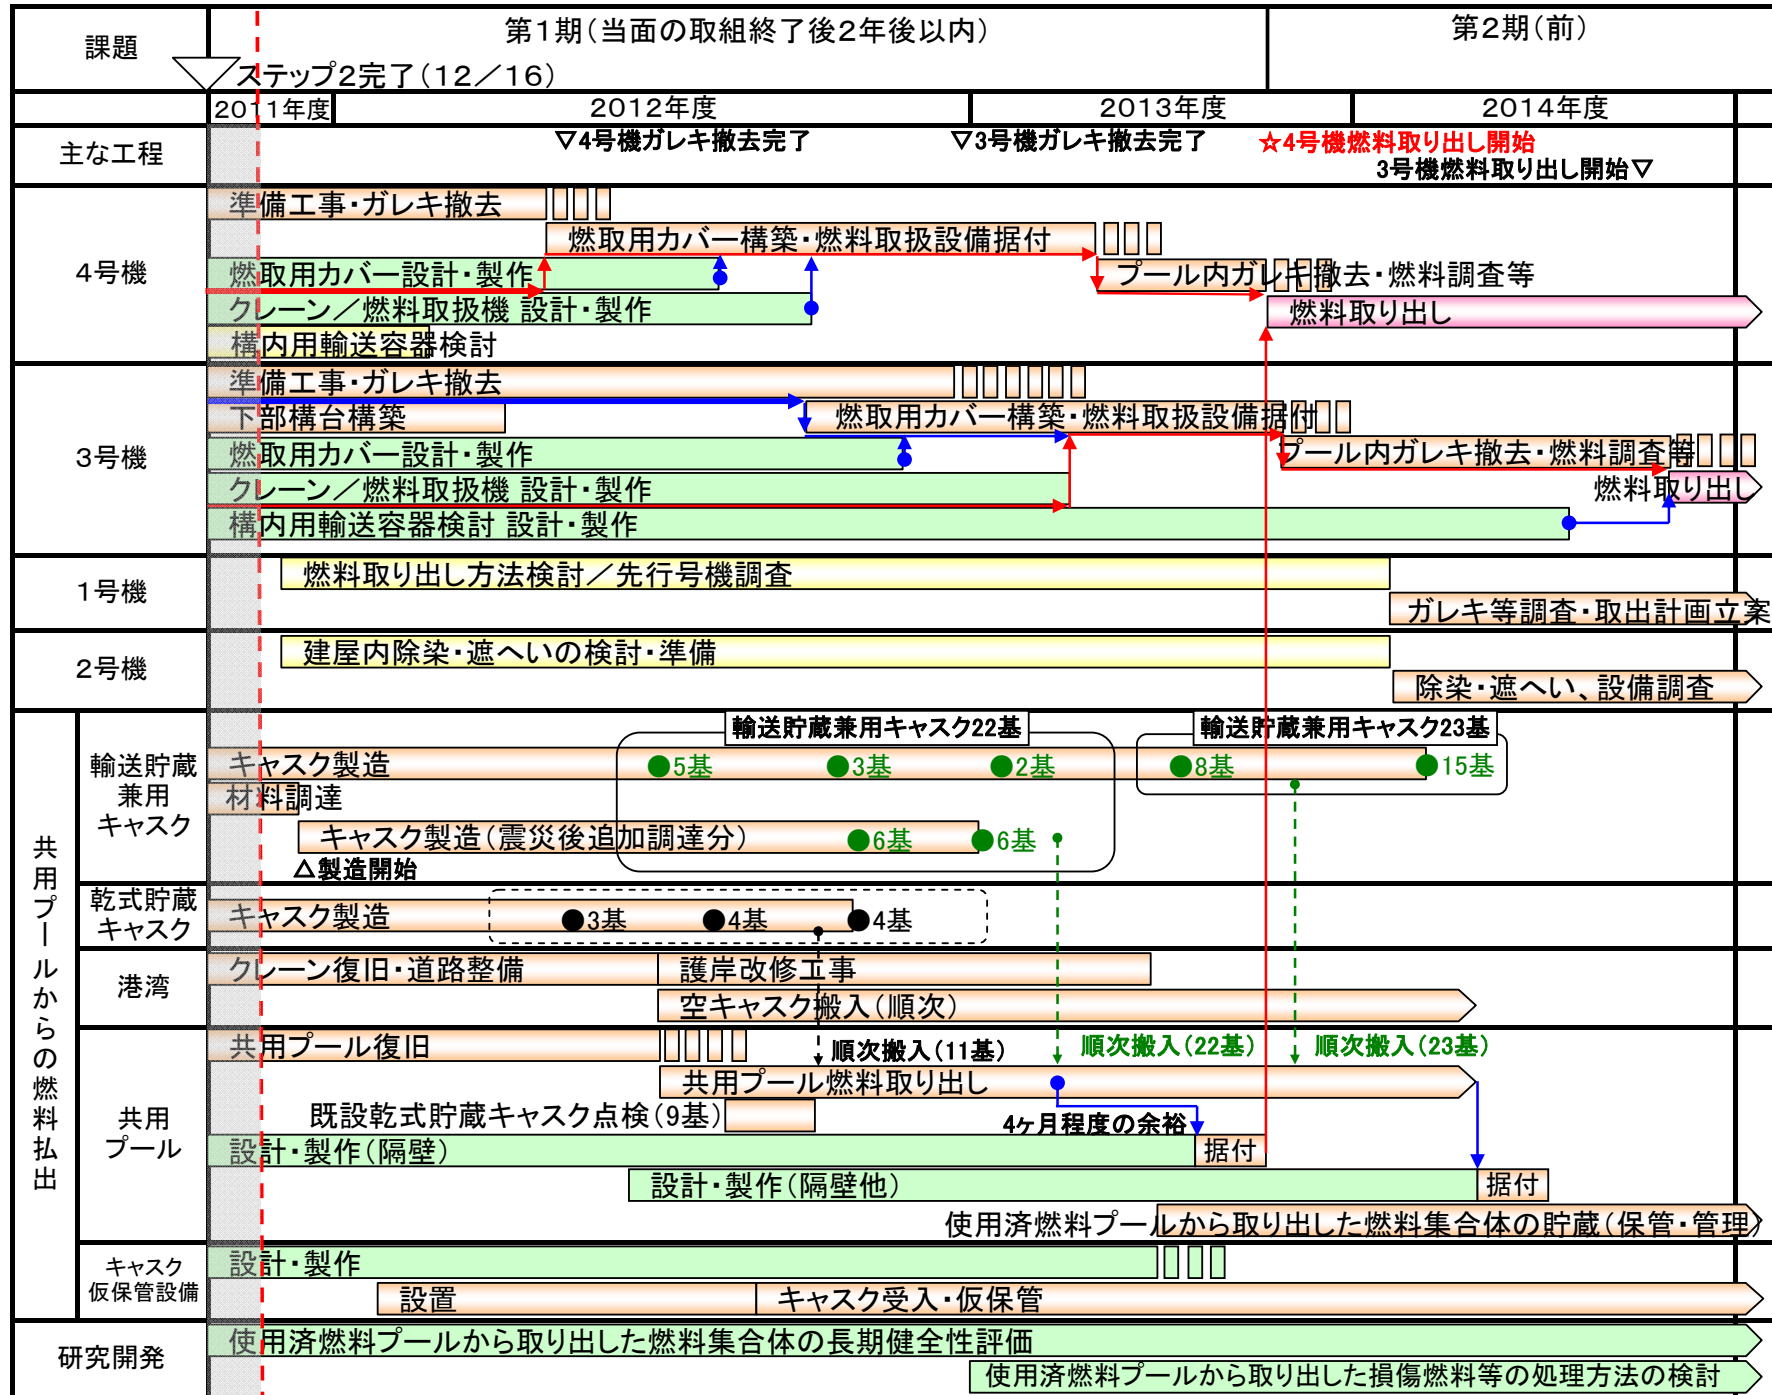 課題
第1期(当面の取組終了後2年後以内)
第2期(前)
ステップ2完了(12/16)
2011年度
2012年度
2013年度
2014年度
主な工程
▽4号機ガレキ撤去完了
▽3号機ガレキ撤去完了
☆4号機燃料取り出し開始
3号機燃料取り出し開始▽
4号機
準備工事・ガレキ撤去
燃取用カバー構築・燃料取扱設備据付
燃取用カバー設計・製作
プール内ガレキ撤去・燃料調査等
クレーン/燃料取扱機 設計・製作
燃料取り出し
構内用輸送容器検討
3号機
準備工事・ガレキ撤去
下部構台構築
燃取用カバー構築・燃料取扱設備据付
燃取用カバー設計・製作
プール内ガレキ撤去・燃料調査等
クレーン/燃料取扱機 設計・製作
燃料取り出し
構内用輸送容器検討 設計・製作
1号機
燃料取り出し方法検討/先行号機調査
ガレキ等調査・取出計画立案
2号機
建屋内除染・遮へいの検討・準備
除染・遮へい、設備調査
共用プールからの燃料払出
輸送貯蔵
兼用
キャスク
輸送貯蔵兼用キャスク22基
輸送貯蔵兼用キャスク23基
キャスク製造
●5基
●3基
●2基
●8基
●15基
材料調達
キャスク製造(震災後追加調達分)
●6基
●6基
△製造開始
乾式貯蔵
キャスク
キャスク製造
●3基
●4基
●4基
港湾
クレーン復旧・道路整備
護岸改修工事
空キャスク搬入(順次)
共用
プール
共用プール復旧
順次搬入(11基)
順次搬入(22基)
順次搬入(23基)
共用プール燃料取り出し
既設乾式貯蔵キャスク点検(9基)
4ヶ月程度の余裕
設計・製作(隔壁)
据付
設計・製作(隔壁他)
据付
使用済燃料プールから取り出した燃料集合体の貯蔵(保管・管理)
キャスク
仮保管設備
設計・製作
設置
キャスク受入・仮保管
研究開発
使用済燃料プールから取り出した燃料集合体の長期健全性評価
使用済燃料プールから取り出した損傷燃料等の処理方法の検討